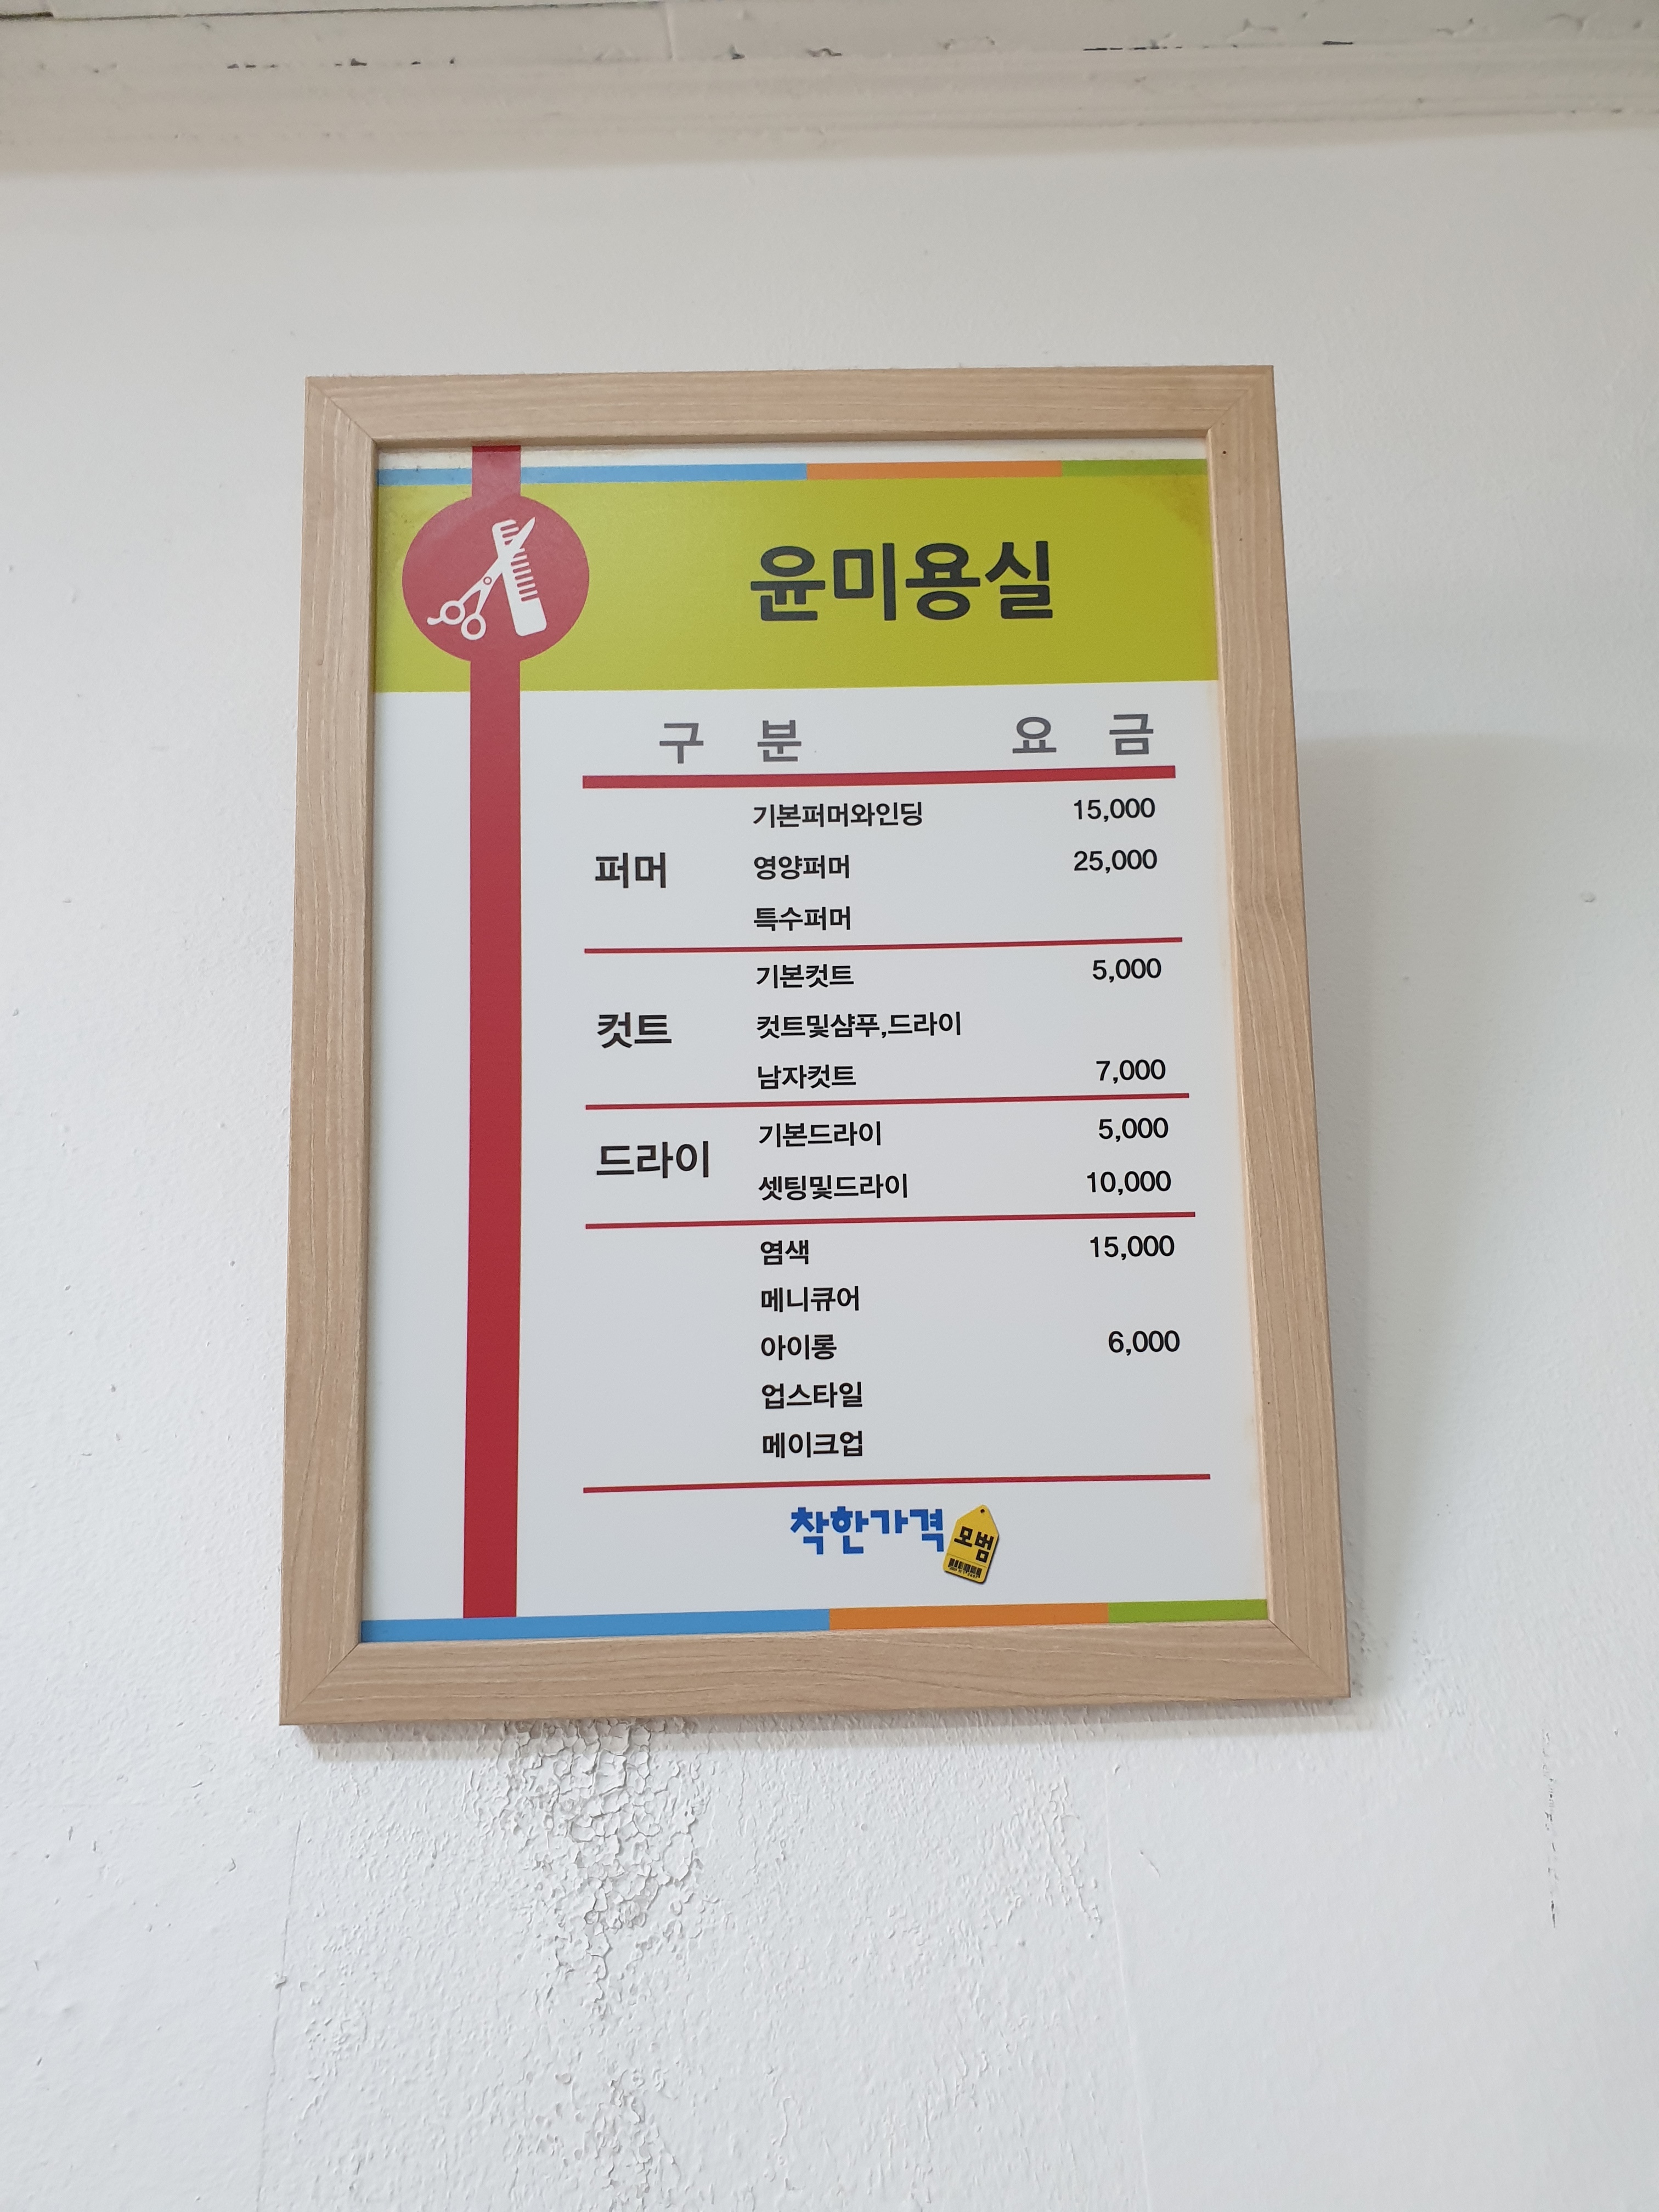 윤미용실
구 분 요 금
퍼머
기본퍼머와인딩 15,000
영양퍼머 25,000
특수퍼머
컷트
기본컷트 5,000
컷트및샴푸,드라이
남자컷트 7,000
드라이
기본드라이 5,000
셋팅및드라이 10,000
염색 15,000
메니큐어
아이롱 6,000
업스타일
메이크업
착한가격 모범